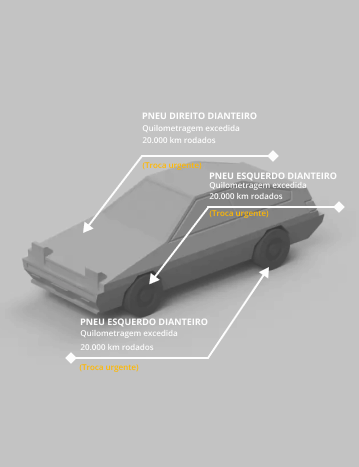 PNEU DIREITO DIANTEIRO
Quilometragem excedida
20.000 km rodados
(Troca urgente)
PNEU ESQUERDO DIANTEIRO
Quilometragem excedida
20.000 km rodados
(Troca urgente)
PNEU ESQUERDO DIANTEIRO
Quilometragem excedida
20.000 km rodados
(Troca urgente)